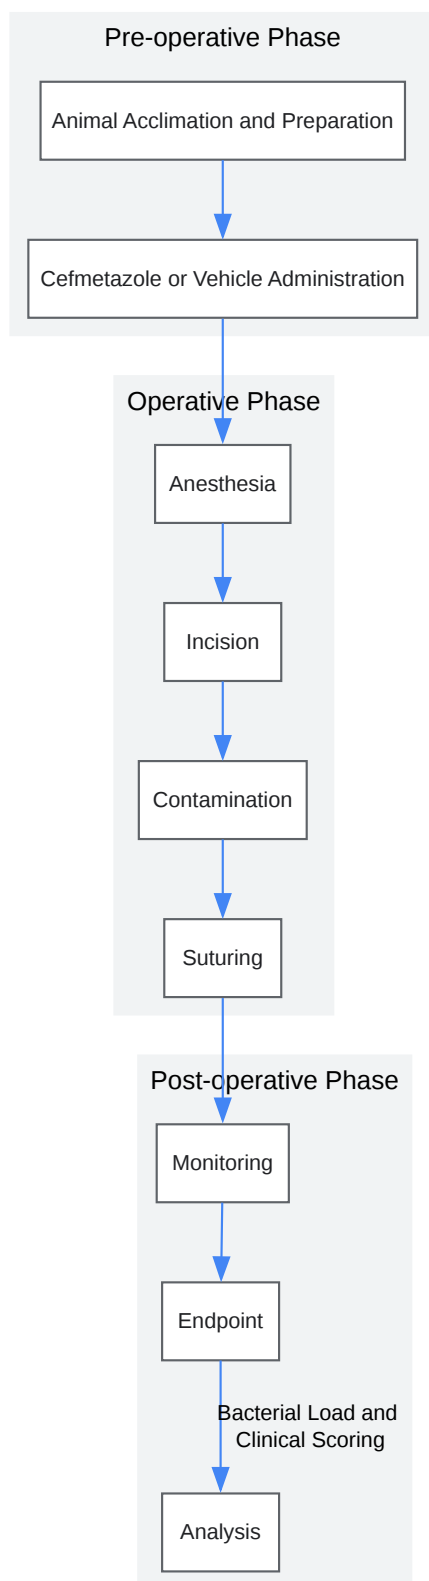 Pre-operative Phase
Animal Acclimation and Preparation
Cefmetazole or Vehicle Administration
Operative Phase
Anesthesia
Incision
Contamination
Suturing
Post-operative Phase
Monitoring
Endpoint
Bacterial Load and
Clinical Scoring
Analysis